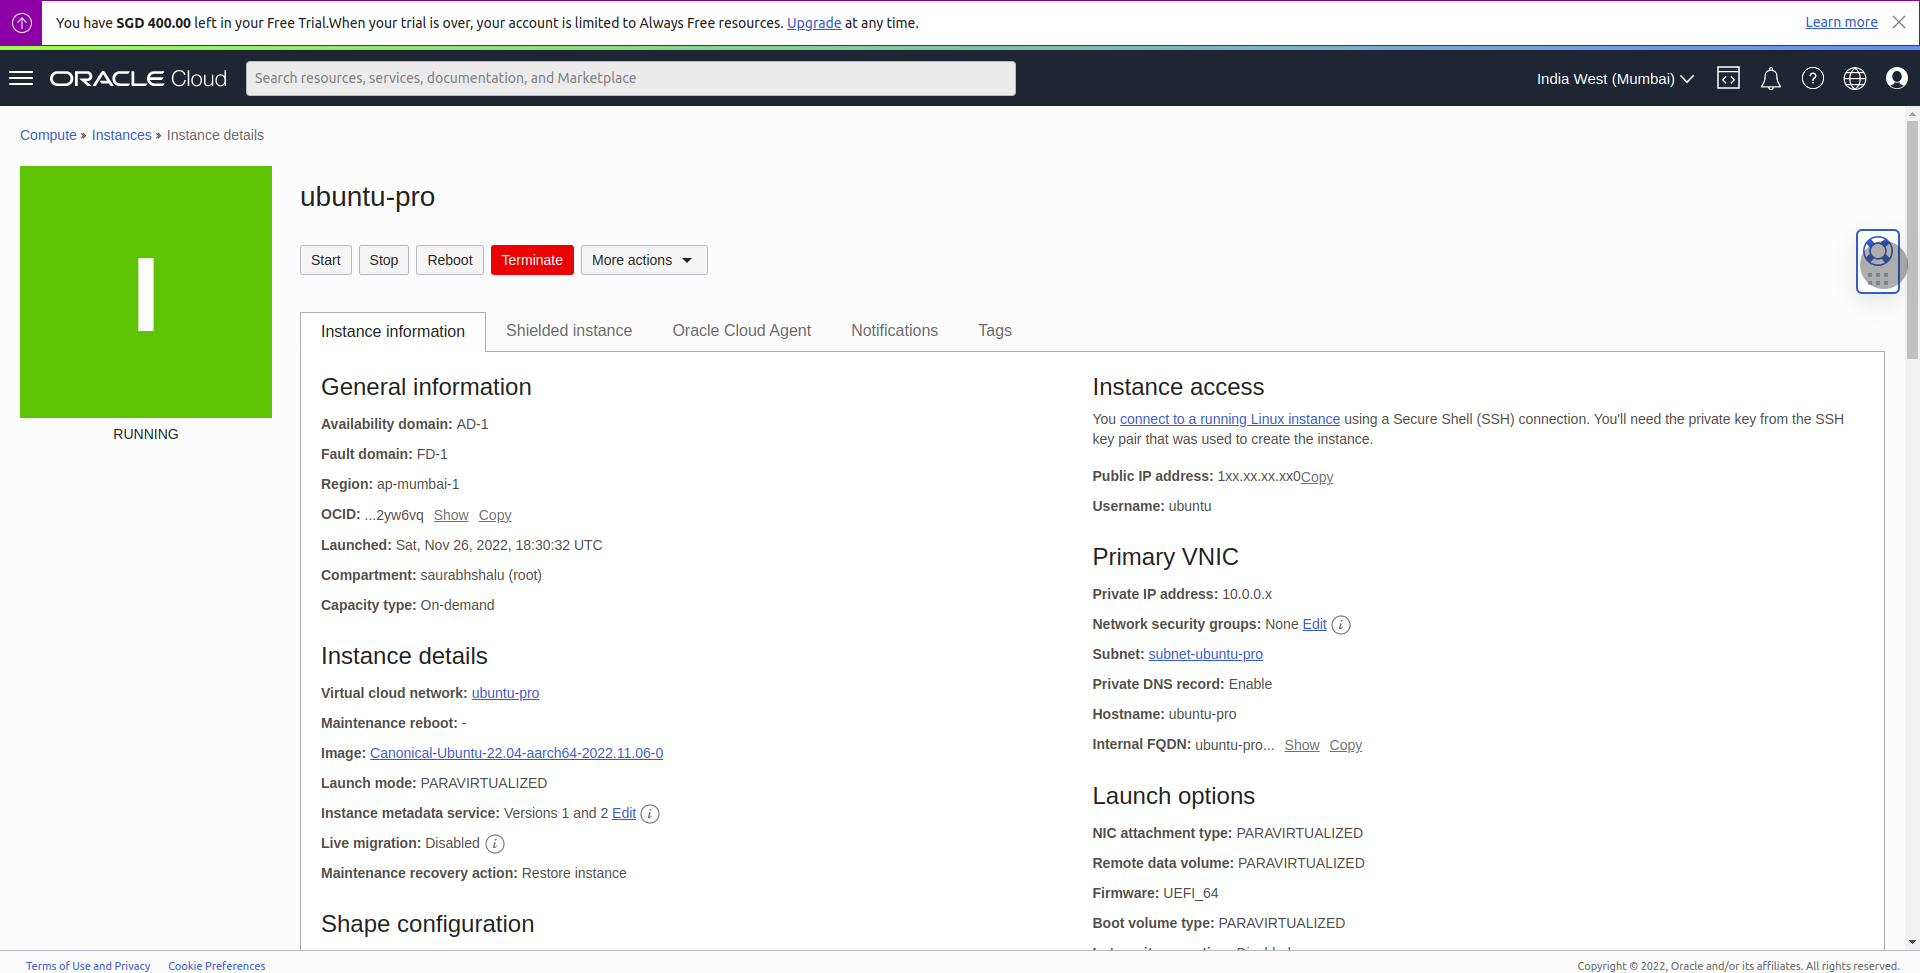 You have SGD 400.00 left in your Free Trial.When your trial is over, your account is limited to Always Free resources. Upgrade at any time.
Learn more
ORACLE Cloud
Search resources, services, documentation, and Marketplace
India West (Mumbai)
Compute » Instances » Instance details
I
RUNNING
ubuntu-pro
Start
Stop
Reboot
Terminate
More actions
Instance information
Shielded instance
Oracle Cloud Agent
Notifications
Tags
General information
Availability domain: AD-1
Fault domain: FD-1
Region: ap-mumbai-1
OCID: ...2yw6vq Show Copy
Launched: Sat, Nov 26, 2022, 18:30:32 UTC
Compartment: saurabhshalu (root)
Capacity type: On-demand
Instance details
Virtual cloud network: ubuntu-pro
Maintenance reboot: -
Image: Canonical-Ubuntu-22.04-aarch64-2022.11.06-0
Launch mode: PARAVIRTUALIZED
Instance metadata service: Versions 1 and 2 Edit
Live migration: Disabled
Maintenance recovery action: Restore instance
Shape configuration
Instance access
You connect to a running Linux instance using a Secure Shell (SSH) connection. You'll need the private key from the SSH
key pair that was used to create the instance.
Public IP address: 1xx.xx.xx.xx0Copy
Username: ubuntu
Primary VNIC
Private IP address: 10.0.0.x
Network security groups: None Edit
Subnet: subnet-ubuntu-pro
Private DNS record: Enable
Hostname: ubuntu-pro
Internal FQDN: ubuntu-pro... Show Copy
Launch options
NIC attachment type: PARAVIRTUALIZED
Remote data volume: PARAVIRTUALIZED
Firmware: UEFI_64
Boot volume type: PARAVIRTUALIZED
Terms of Use and Privacy
Cookie Preferences
Copyright © 2022, Oracle and/or its affiliates. All rights reserved.